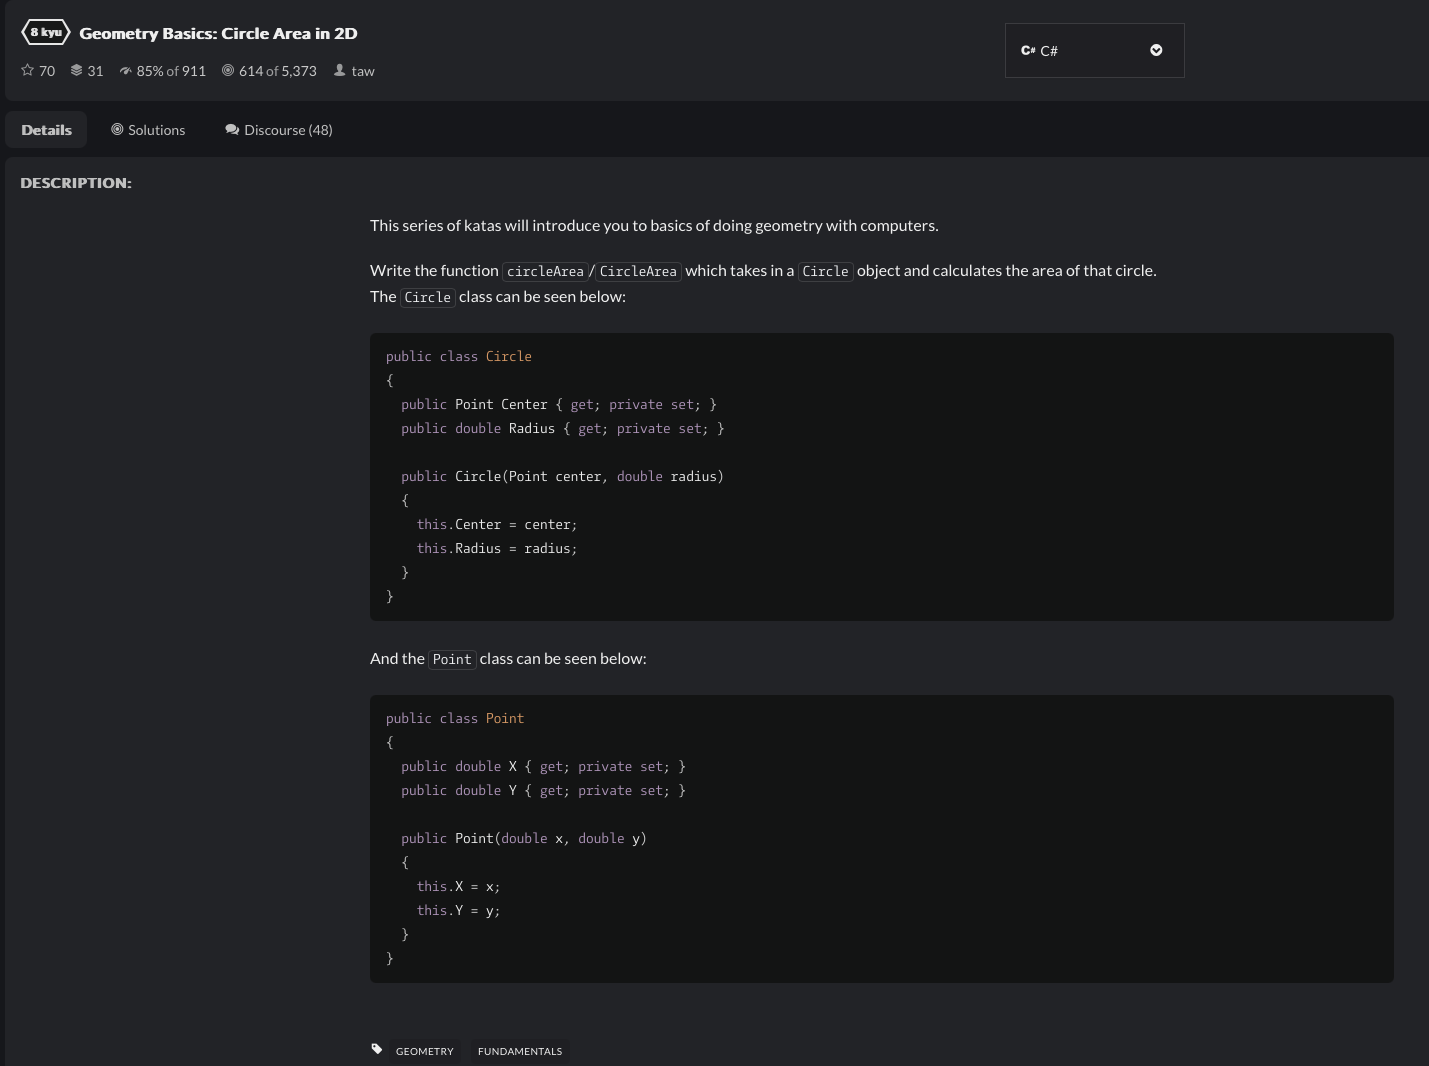 8 kyu Geometry Basics: Circle Area in 2D
C# C#
70 31 85% of 911 614 of 5,373 taw
Details Solutions Discourse (48)
DESCRIPTION:
This series of katas will introduce you to basics of doing geometry with computers.
Write the function circleArea/CircleArea which takes in a Circle object and calculates the area of that circle.
The Circle class can be seen below:
public class Circle
{
  public Point Center { get; private set; }
  public double Radius { get; private set; }
  public Circle(Point center, double radius)
  {
    this.Center = center;
    this.Radius = radius;
  }
}
And the Point class can be seen below:
public class Point
{
  public double X { get; private set; }
  public double Y { get; private set; }
  public Point(double x, double y)
  {
    this.X = x;
    this.Y = y;
  }
}
GEOMETRY FUNDAMENTALS